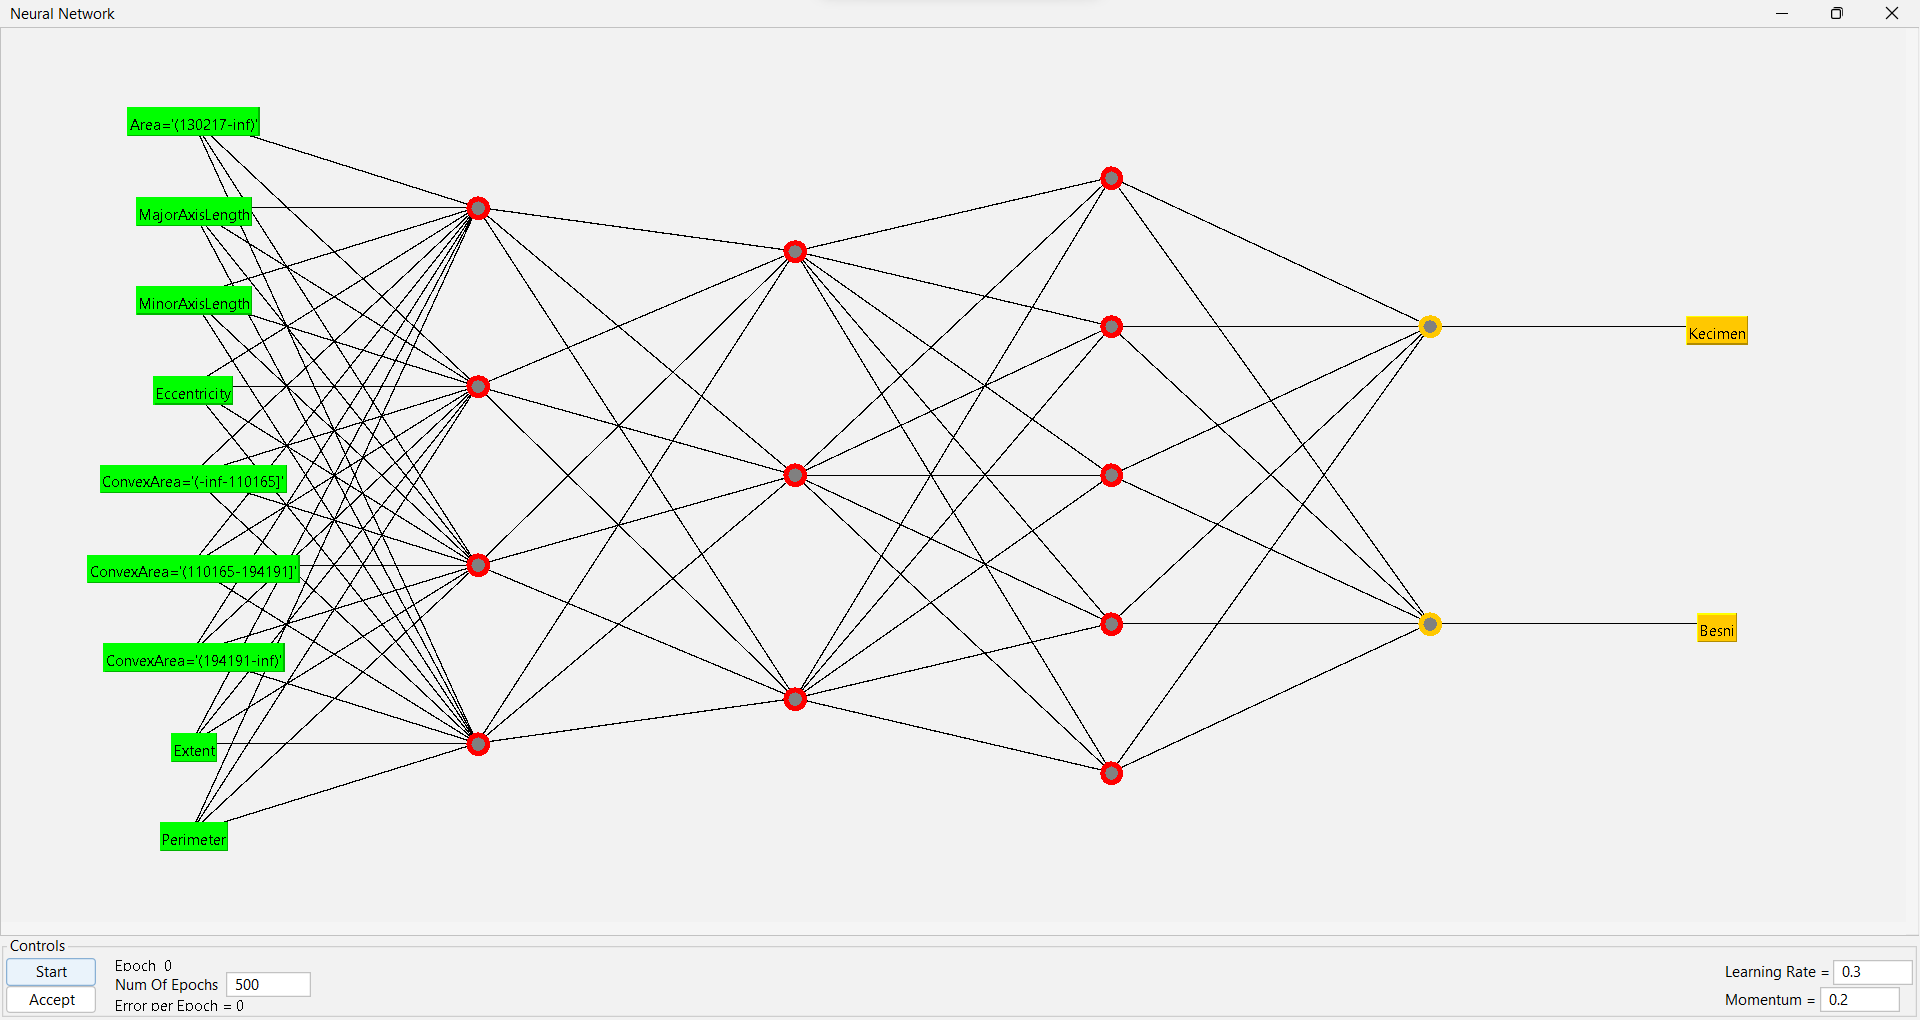 Neural Network
Area='(130217-inf)'
MajorAxisLength
MinorAxisLength
Kecimen
Eccentricity
ConvexArea='(-inf-110165]'
ConvexArea='(110165-194191]'
Besni
ConvexArea='(194191-inf)'
Extent
Perimeter
Controls
Start
Accept
Epoch 0
Num Of Epochs 500
Error per Epoch = 0
Learning Rate = 0.3
Momentum = 0.2